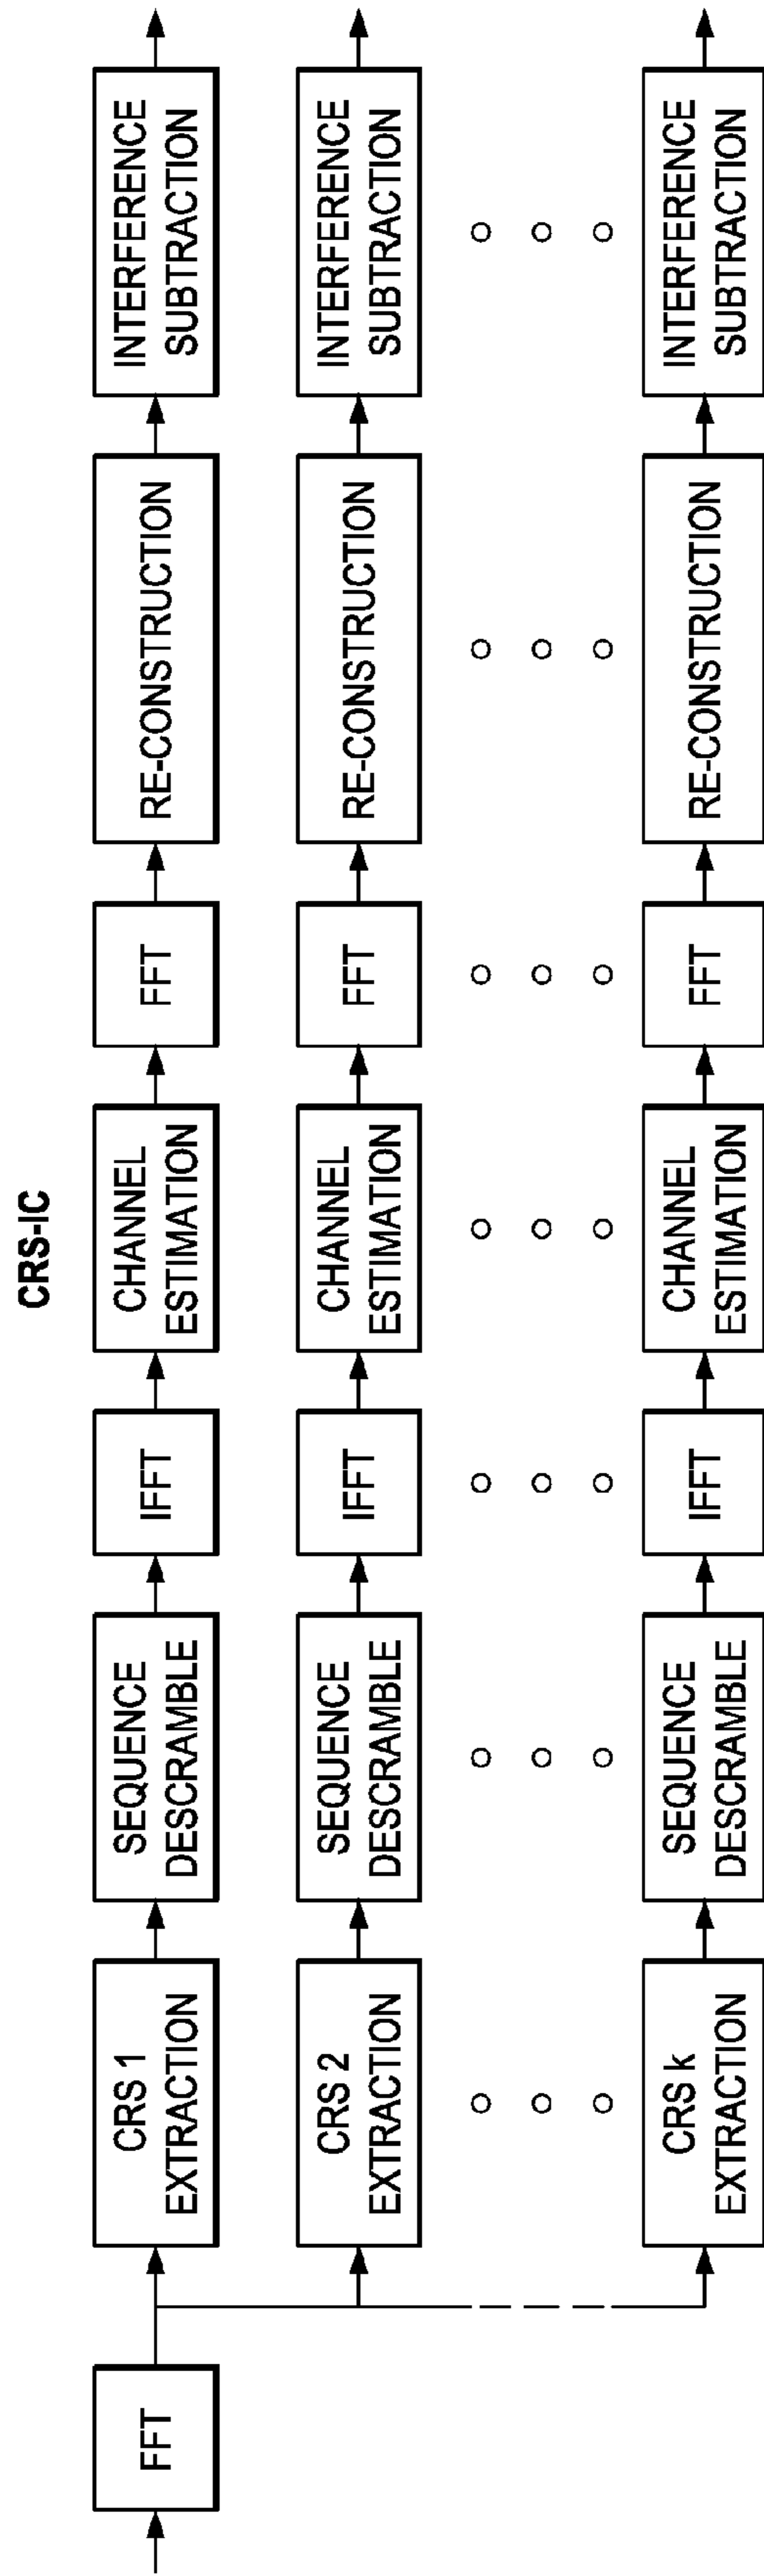 CRS-IC
FFT
CRS 1
EXTRACTION
SEQUENCE
DESCRAMBLE
IFFT
CHANNEL
ESTIMATION
FFT
RE-CONSTRUCTION
INTERFERENCE
SUBTRACTION
CRS 2
EXTRACTION
SEQUENCE
DESCRAMBLE
IFFT
CHANNEL
ESTIMATION
FFT
RE-CONSTRUCTION
INTERFERENCE
SUBTRACTION
CRS k
EXTRACTION
SEQUENCE
DESCRAMBLE
IFFT
CHANNEL
ESTIMATION
FFT
RE-CONSTRUCTION
INTERFERENCE
SUBTRACTION